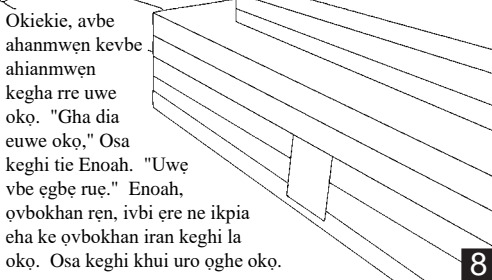 Okiekie, avbe
ahanmwẹn kevbe
ahianmwẹn
kegha rre uwe
okọ. "Gha dia
euwe okọ," Osa
keghi tie Enoah. "Uwẹ
vbe ẹgbẹ ruẹ." Enoah,
ọvbokhan rẹn, ivbi ẹre ne ikpia
eha ke ọvbokhan iran keghi la
okọ. Osa keghi khui uro ọghe okọ.
8